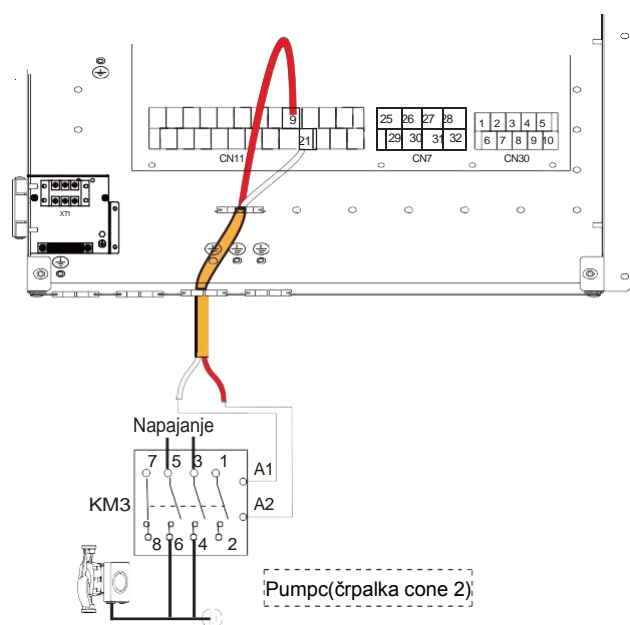 9 25 26 27 28 1 2 3 4 5
21 29 30 31 32 6 7 8 9 10
CN11 CN7 CN30
XT1
Napajanje
7 5 3 1
A1
KM3
A2
8 6 4 2
Pumpc(črpalka cone 2)